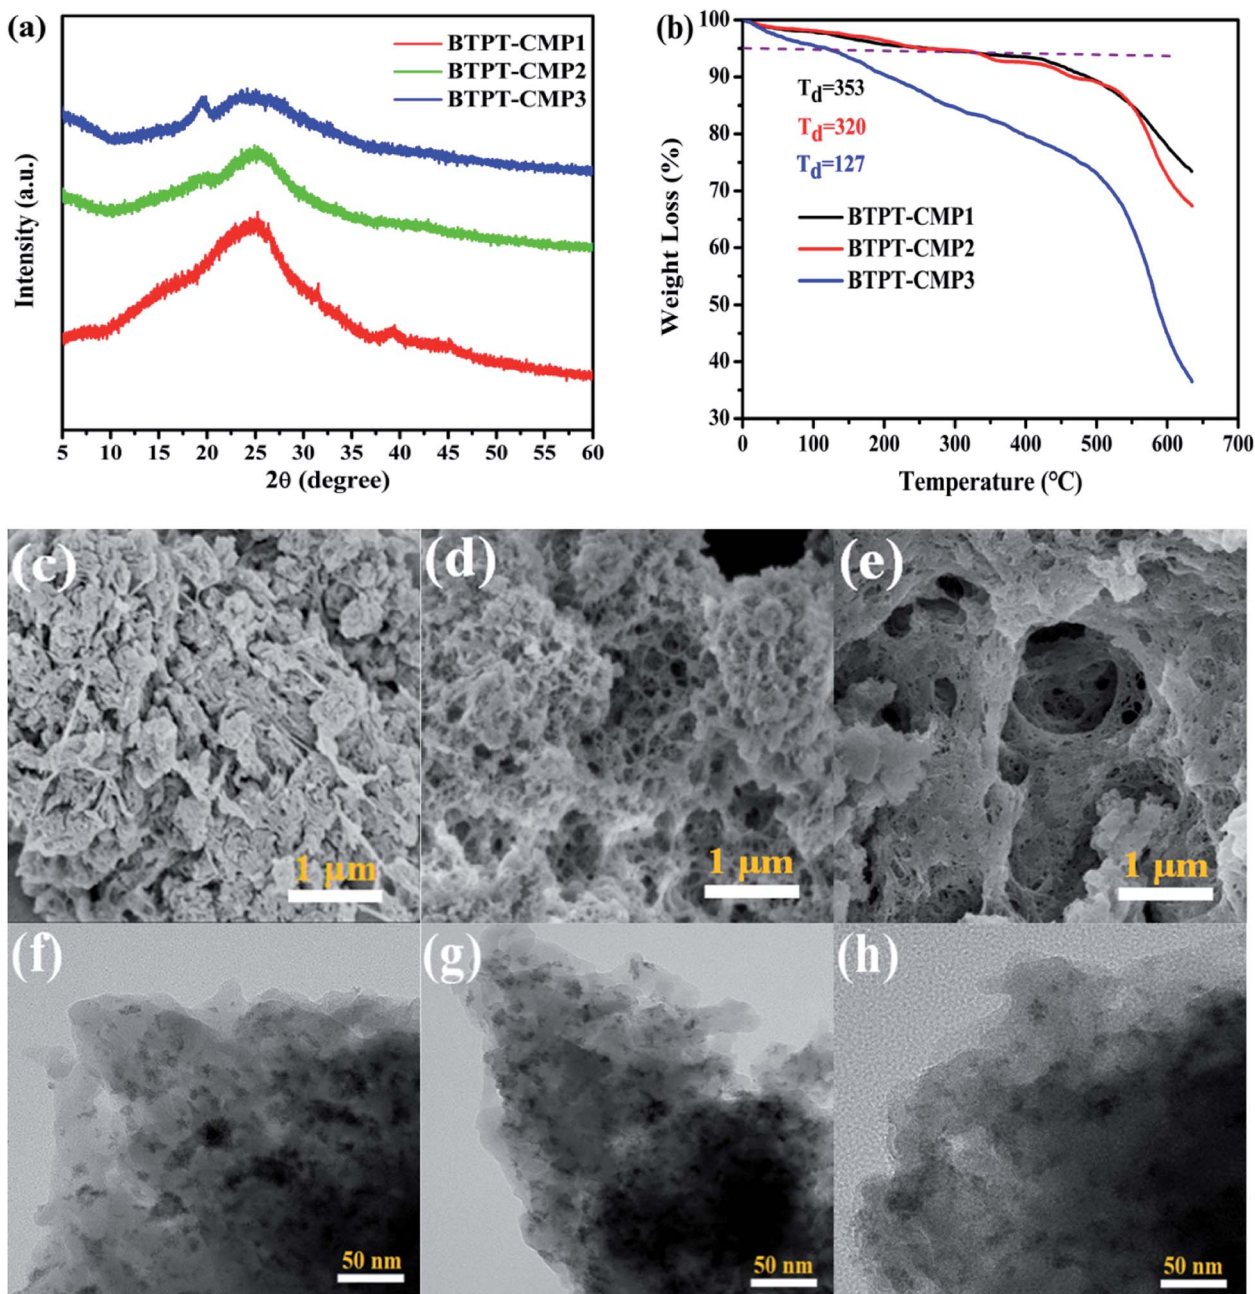 (a)
BTPT-CMP1
BTPT-CMP2
BTPT-CMP3
Intensity (a.u.)
5 10 15 20 25 30 35 40 45 50 55 60
2θ (degree)
(b)
100
90
80
70
60
50
40
30
Weight Loss (%)
Td=353
Td=320
Td=127
BTPT-CMP1
BTPT-CMP2
BTPT-CMP3
0 100 200 300 400 500 600 700
Temperature (°C)
(c)
1 μm
(d)
1 μm
(e)
1 μm
(f)
50 nm
(g)
50 nm
(h)
50 nm